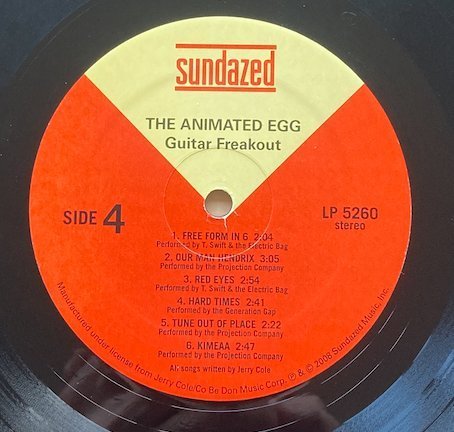 sundazed
THE ANIMATED EGG
Guitar Freakout
SIDE 4
LP 5260
stereo
1. FREE FORM IN 6 2:04
Performed by T. Swift & the Electric Bag
2. OUR MAN HENDRIX 3:05
Performed by the Projection Company
3. RED EYES 2:54
Performed by T. Swift & the Electric Bag
4. HARD TIMES 2:41
Performed by the Generation Gap
5. TUNE OUT OF PLACE 2:22
Performed by the Projection Company
6. KIMEAA 2:47
Performed by the Projection Company
All songs written by Jerry Cole
Manufactured under license from Jerry Cole/Co Be Don Music Corp. ℗ & © 2008 Sundazed Music, Inc.